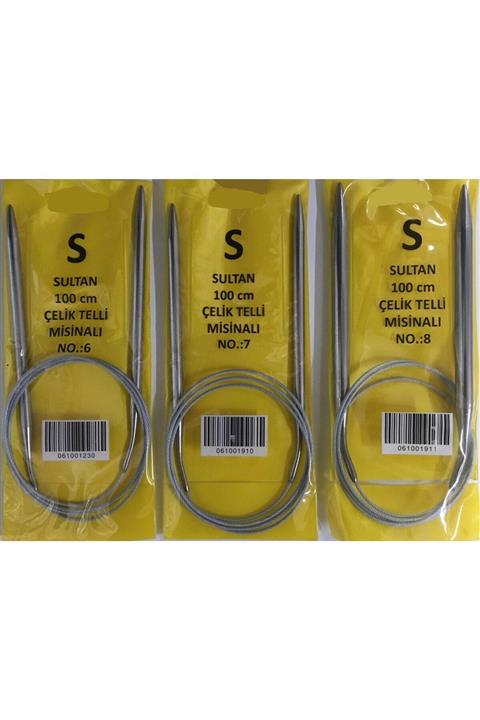 S
SULTAN
100 cm
ÇELİK TELLİ
MİSİNALI
NO.:6
061001230
S
SULTAN
100 cm
ÇELİK TELLİ
MİSİNALI
NO.:7
061001910
S
SULTAN
100 cm
ÇELİK TELLİ
MİSİNALI
NO.:8
061001911